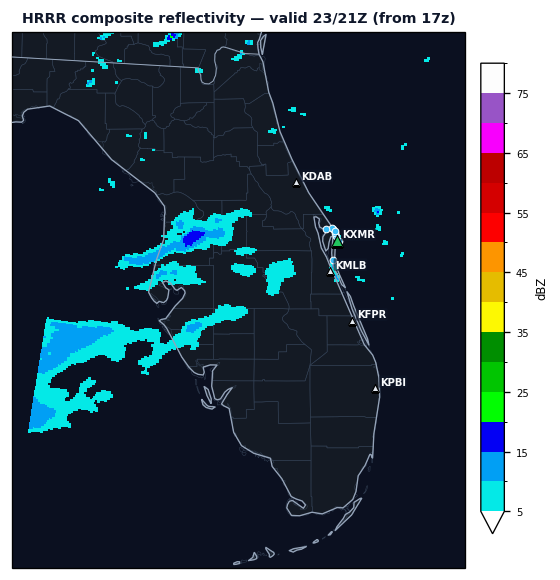 HRRR composite reflectivity — valid 23/21Z (from 17z)
KDAB
KXMR
KMLB
KFPR
KPBI
75
65
55
45
35
25
15
5
dBZ